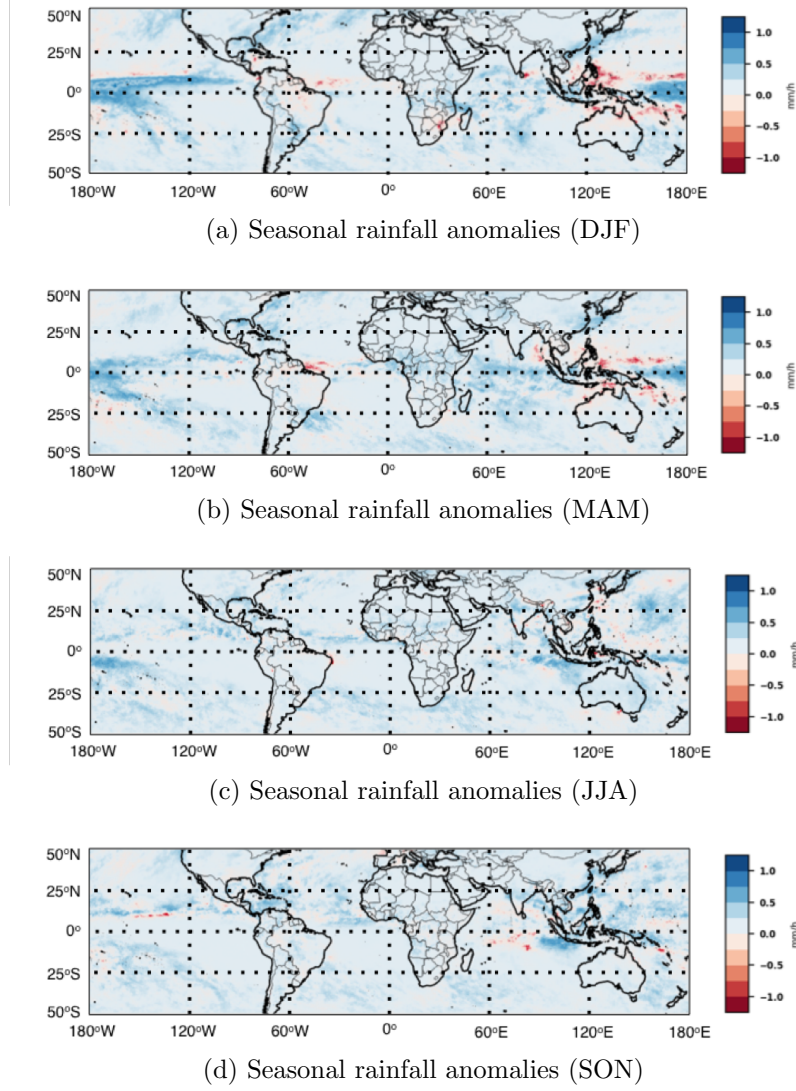 50°N
25°N
0°
25°S
50°S
180°W 120°W 60°W 0° 60°E 120°E 180°E
1.0
0.5
0.0
−0.5
−1.0
mm/h
(a) Seasonal rainfall anomalies (DJF)
50°N
25°N
0°
25°S
50°S
180°W 120°W 60°W 0° 60°E 120°E 180°E
1.0
0.5
0.0
−0.5
−1.0
mm/h
(b) Seasonal rainfall anomalies (MAM)
50°N
25°N
0°
25°S
50°S
180°W 120°W 60°W 0° 60°E 120°E 180°E
1.0
0.5
0.0
−0.5
−1.0
mm/h
(c) Seasonal rainfall anomalies (JJA)
50°N
25°N
0°
25°S
50°S
180°W 120°W 60°W 0° 60°E 120°E 180°E
1.0
0.5
0.0
−0.5
−1.0
mm/h
(d) Seasonal rainfall anomalies (SON)